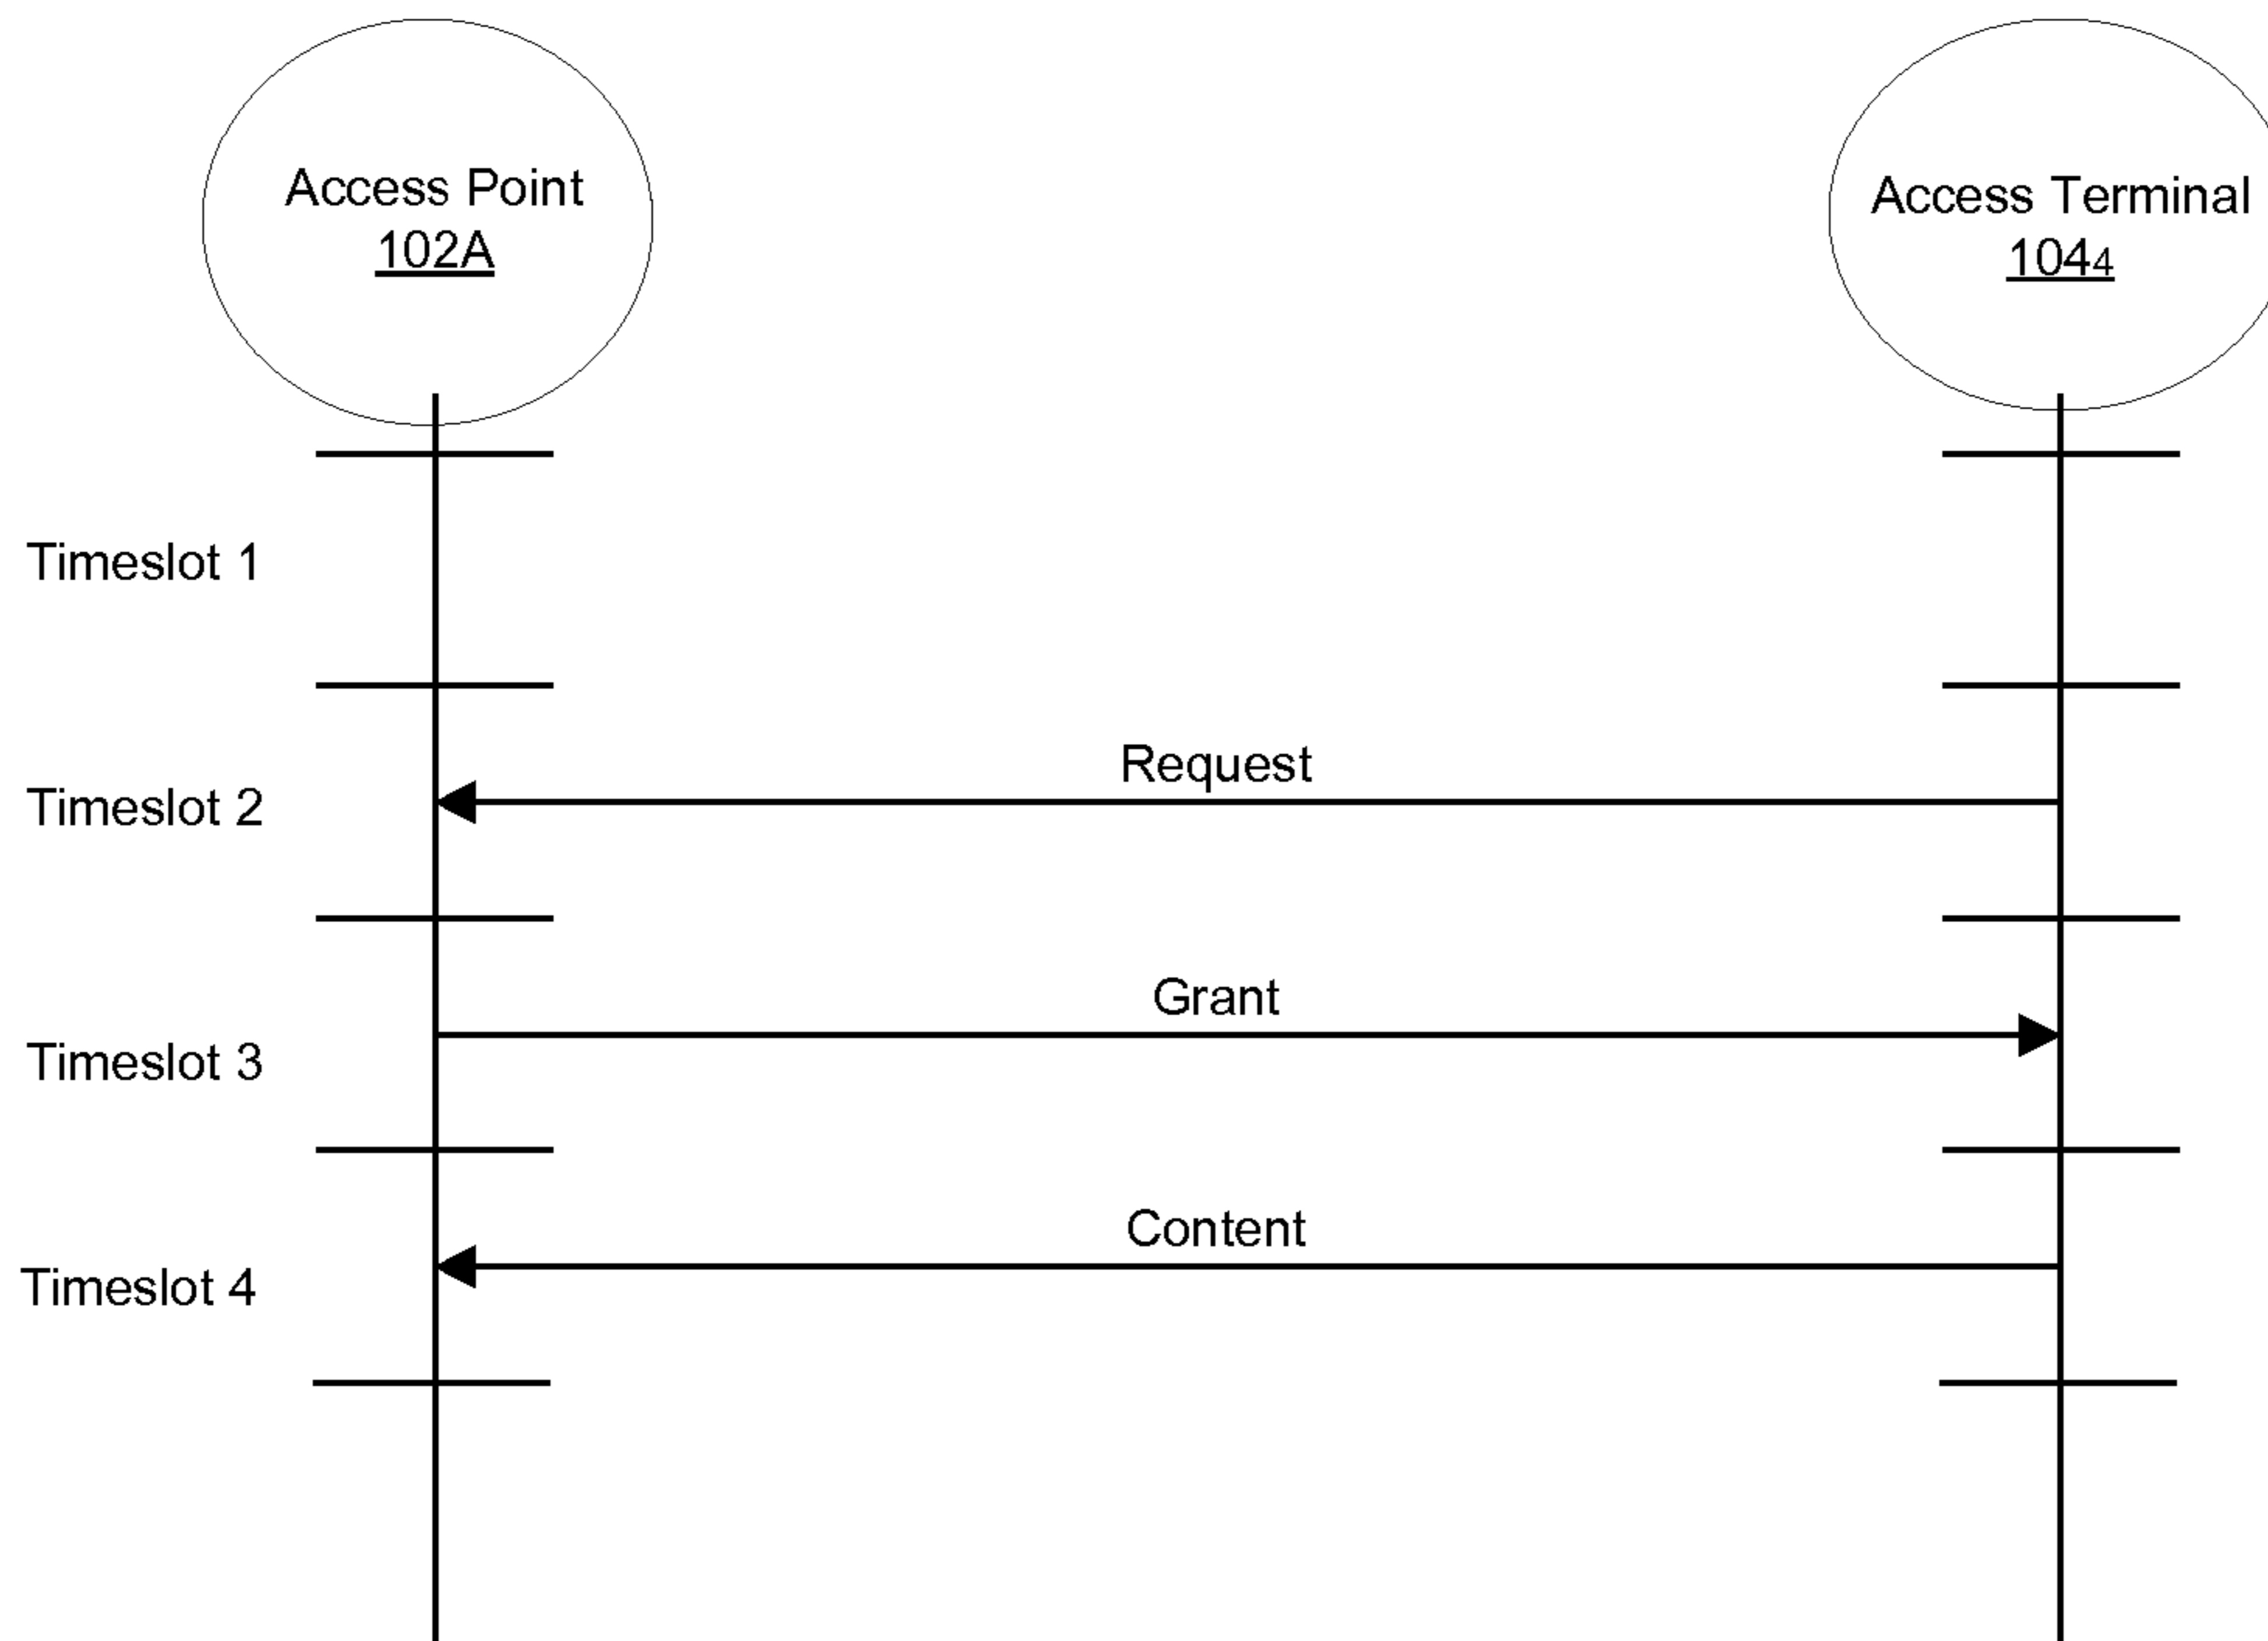 Access Point
102A
Access Terminal
104₄
Timeslot 1
Request
Timeslot 2
Grant
Timeslot 3
Content
Timeslot 4